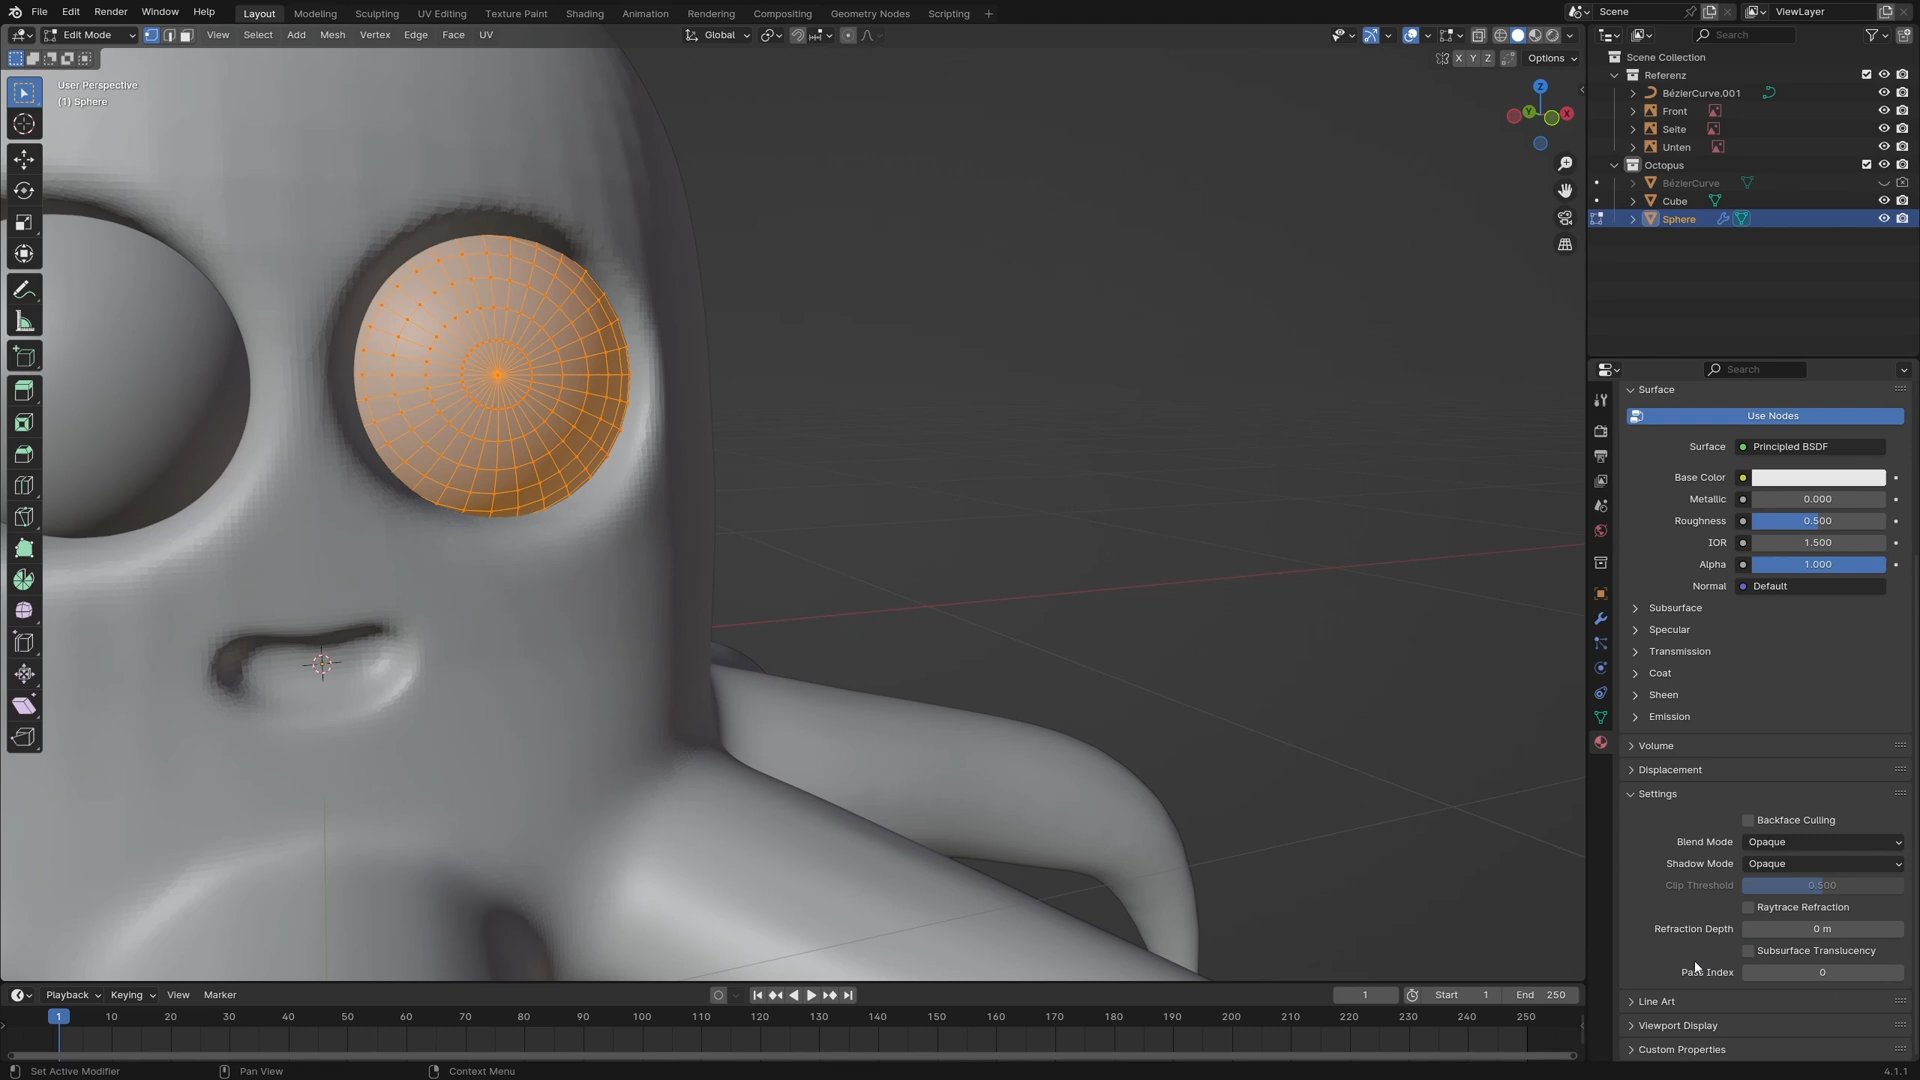 File Edit Render Window Help Layout Modeling Sculpting UV Editing Texture Paint Shading Animation Rendering Compositing Geometry Nodes Scripting + Scene ViewLayer
Edit Mode View Select Add Mesh Vertex Edge Face UV Global Search
X Y Z Options
User Perspective
(1) Sphere
Z
Y
X
Scene Collection
Referenz
BézierCurve.001
Front
Seite
Unten
Octopus
BézierCurve
Cube
Sphere
Search
Surface
Use Nodes
Surface Principled BSDF
Base Color
Metallic 0.000
Roughness 0.500
IOR 1.500
Alpha 1.000
Normal Default
Subsurface
Specular
Transmission
Coat
Sheen
Emission
Volume
Displacement
Settings
Backface Culling
Blend Mode Opaque
Shadow Mode Opaque
Clip Threshold 0.500
Raytrace Refraction
Refraction Depth 0 m
Subsurface Translucency
Pass Index 0
Line Art
Viewport Display
Custom Properties
Playback Keying View Marker 1 Start 1 End 250
1 10 20 30 40 50 60 70 80 90 100 110 120 130 140 150 160 170 180 190 200 210 220 230 240 250
Set Active Modifier Pan View Context Menu 4.1.1